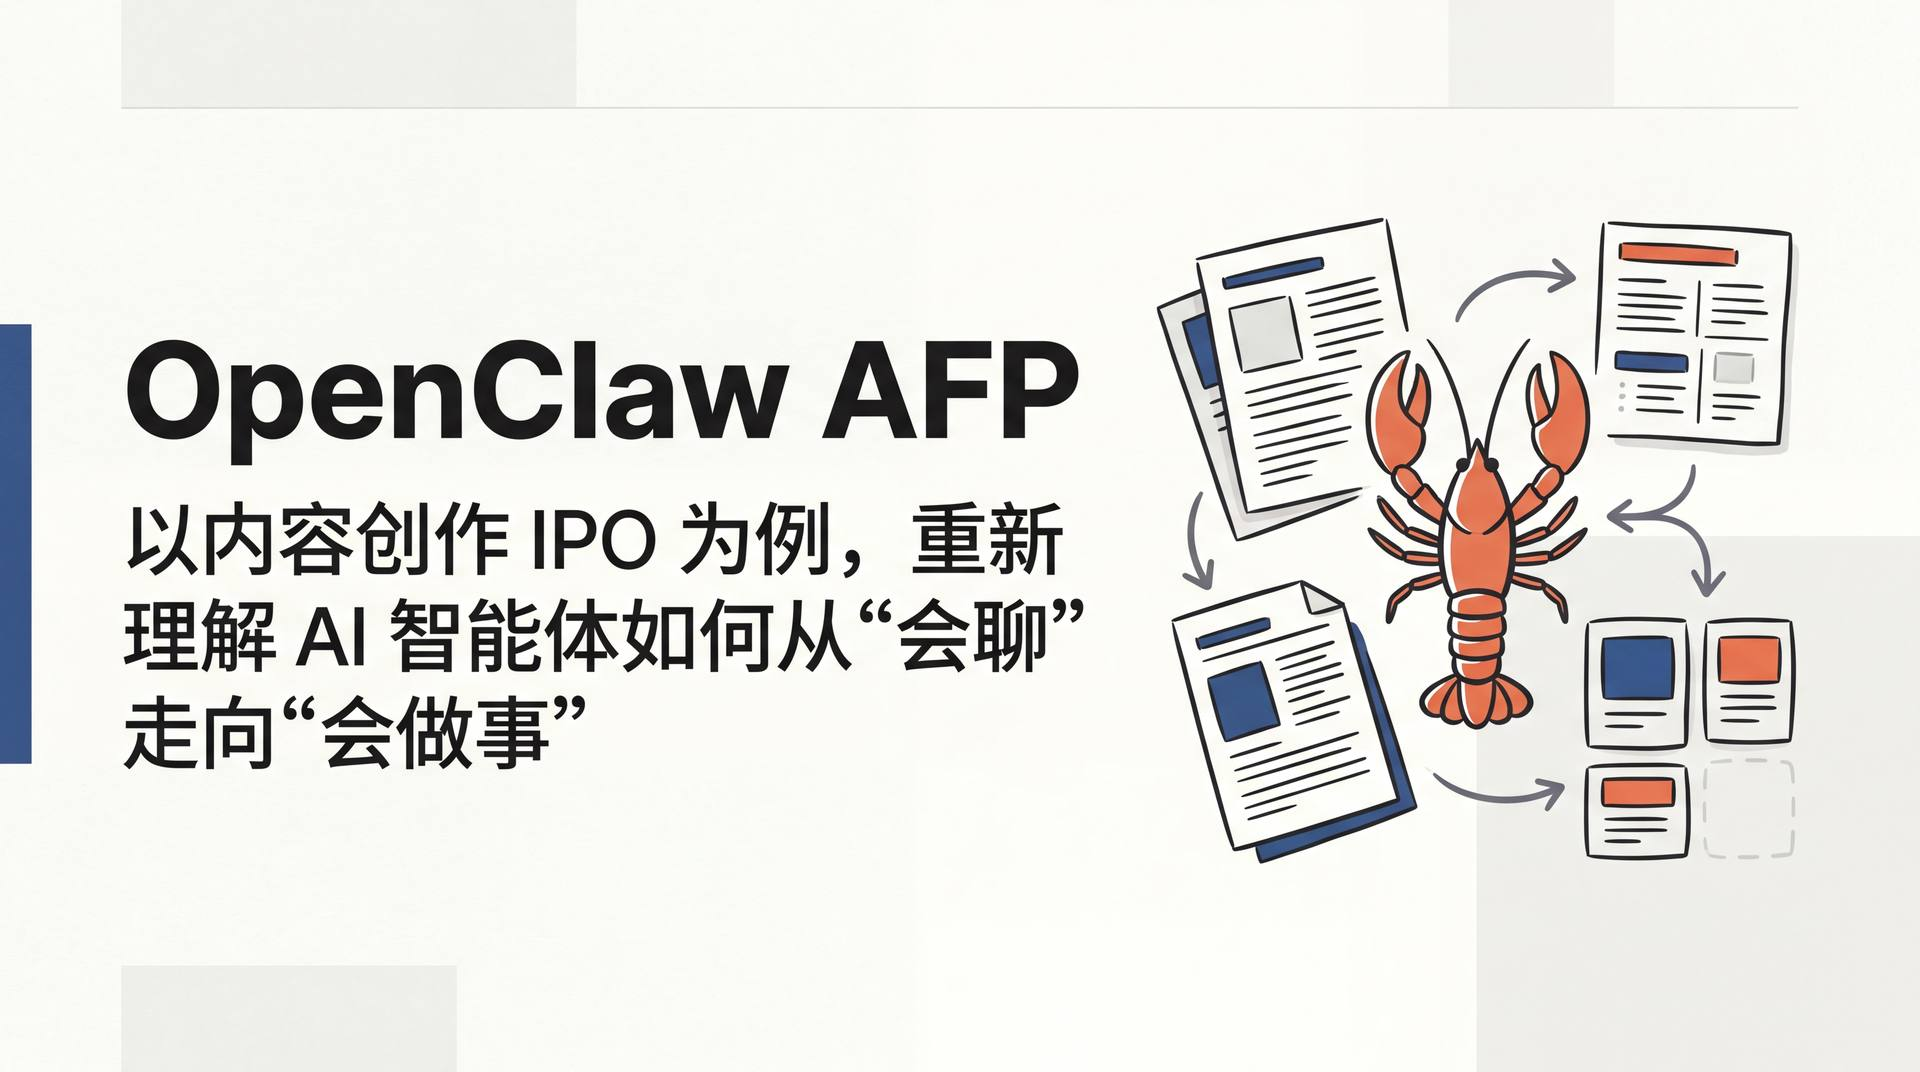 OpenClaw AFP
以内容创作 IPO 为例，重新
理解 AI 智能体如何从“会聊”
走向“会做事”